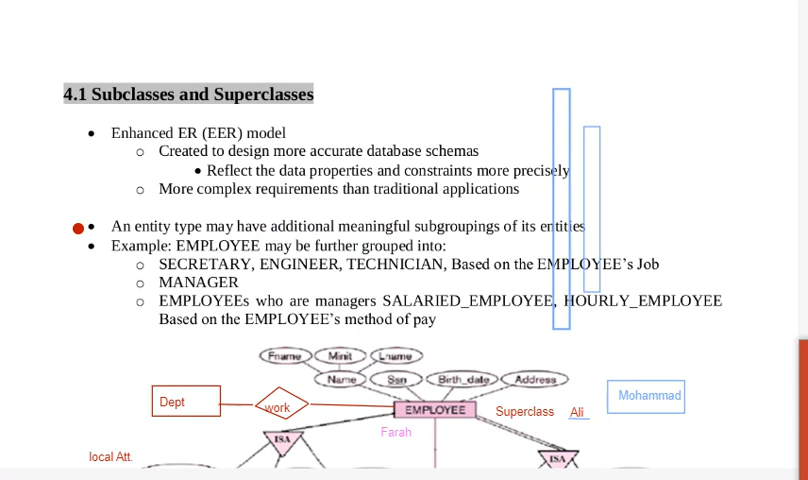 4.1 Subclasses and Superclasses
• Enhanced ER (EER) model
o Created to design more accurate database schemas
• Reflect the data properties and constraints more precisely
o More complex requirements than traditional applications
• An entity type may have additional meaningful subgroupings of its entities
• Example: EMPLOYEE may be further grouped into:
o SECRETARY, ENGINEER, TECHNICIAN, Based on the EMPLOYEE’s Job
o MANAGER
o EMPLOYEEs who are managers SALARIED_EMPLOYEE, HOURLY_EMPLOYEE
Based on the EMPLOYEE’s method of pay
Fname Minit Lname
Name Ssn Birth_date Address
Dept work EMPLOYEE Superclass Ali Mohammad
Farah
ISA
local Att. ISA